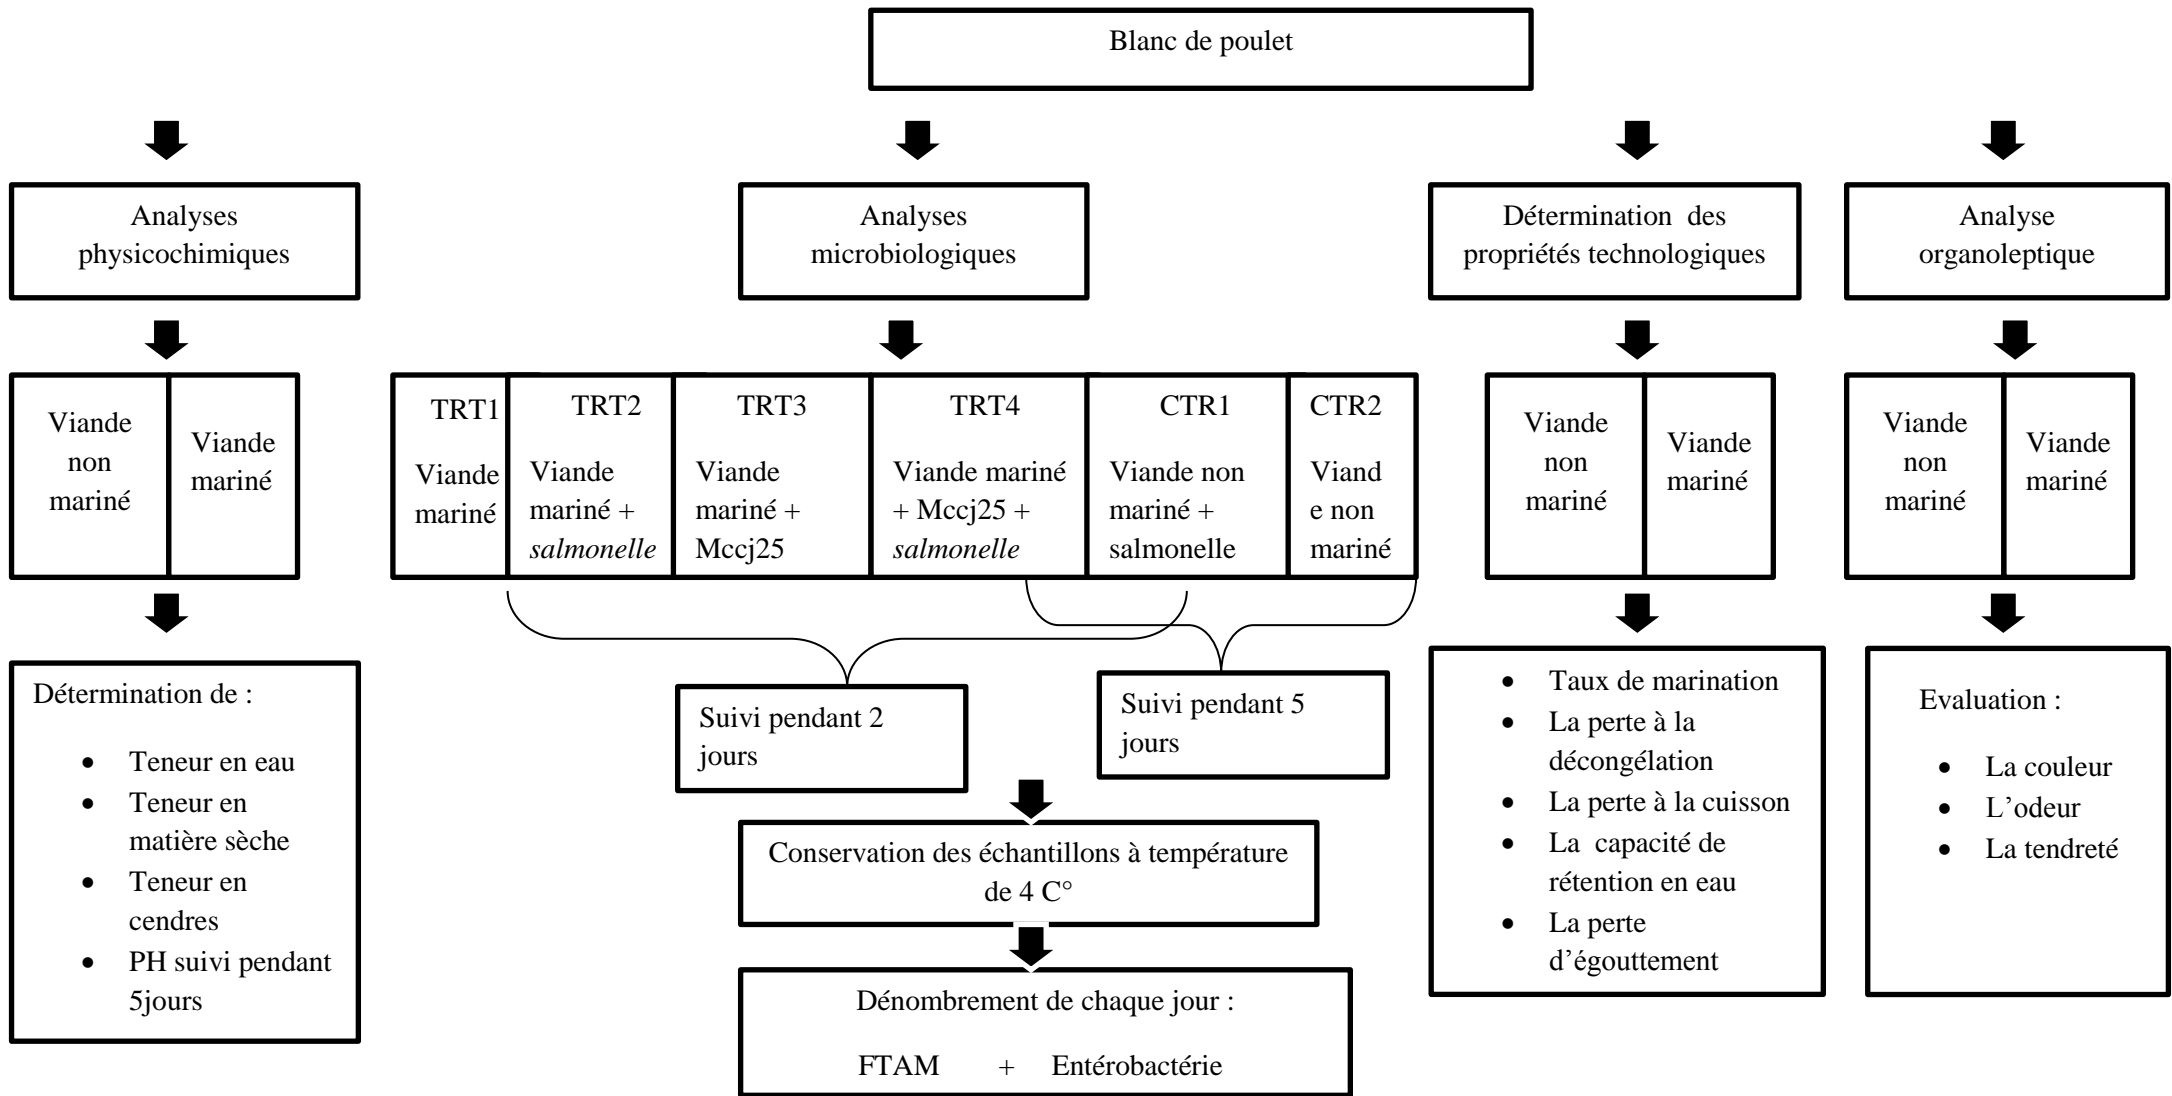 Blanc de poulet
Analyses
physicochimiques
Analyses
microbiologiques
Détermination des
propriétés technologiques
Analyse
organoleptique
Viande
non
mariné
Viande
mariné
TRT1
Viande
mariné
TRT2
Viande
mariné +
salmonelle
TRT3
Viande
mariné +
Mccj25
TRT4
Viande mariné
+ Mccj25 +
salmonelle
CTR1
Viande non
mariné +
salmonelle
CTR2
Viand
e non
mariné
Viande
non
mariné
Viande
mariné
Viande
non
mariné
Viande
mariné
Détermination de :
• Teneur en eau
• Teneur en
matière sèche
• Teneur en
cendres
• PH suivi pendant
5jours
Suivi pendant 2
jours
Suivi pendant 5
jours
Conservation des échantillons à température
de 4 C°
Dénombrement de chaque jour :
FTAM + Entérobactérie
• Taux de marination
• La perte à la
décongélation
• La perte à la cuisson
• La capacité de
rétention en eau
• La perte
d’égouttement
Evaluation :
• La couleur
• L’odeur
• La tendreté